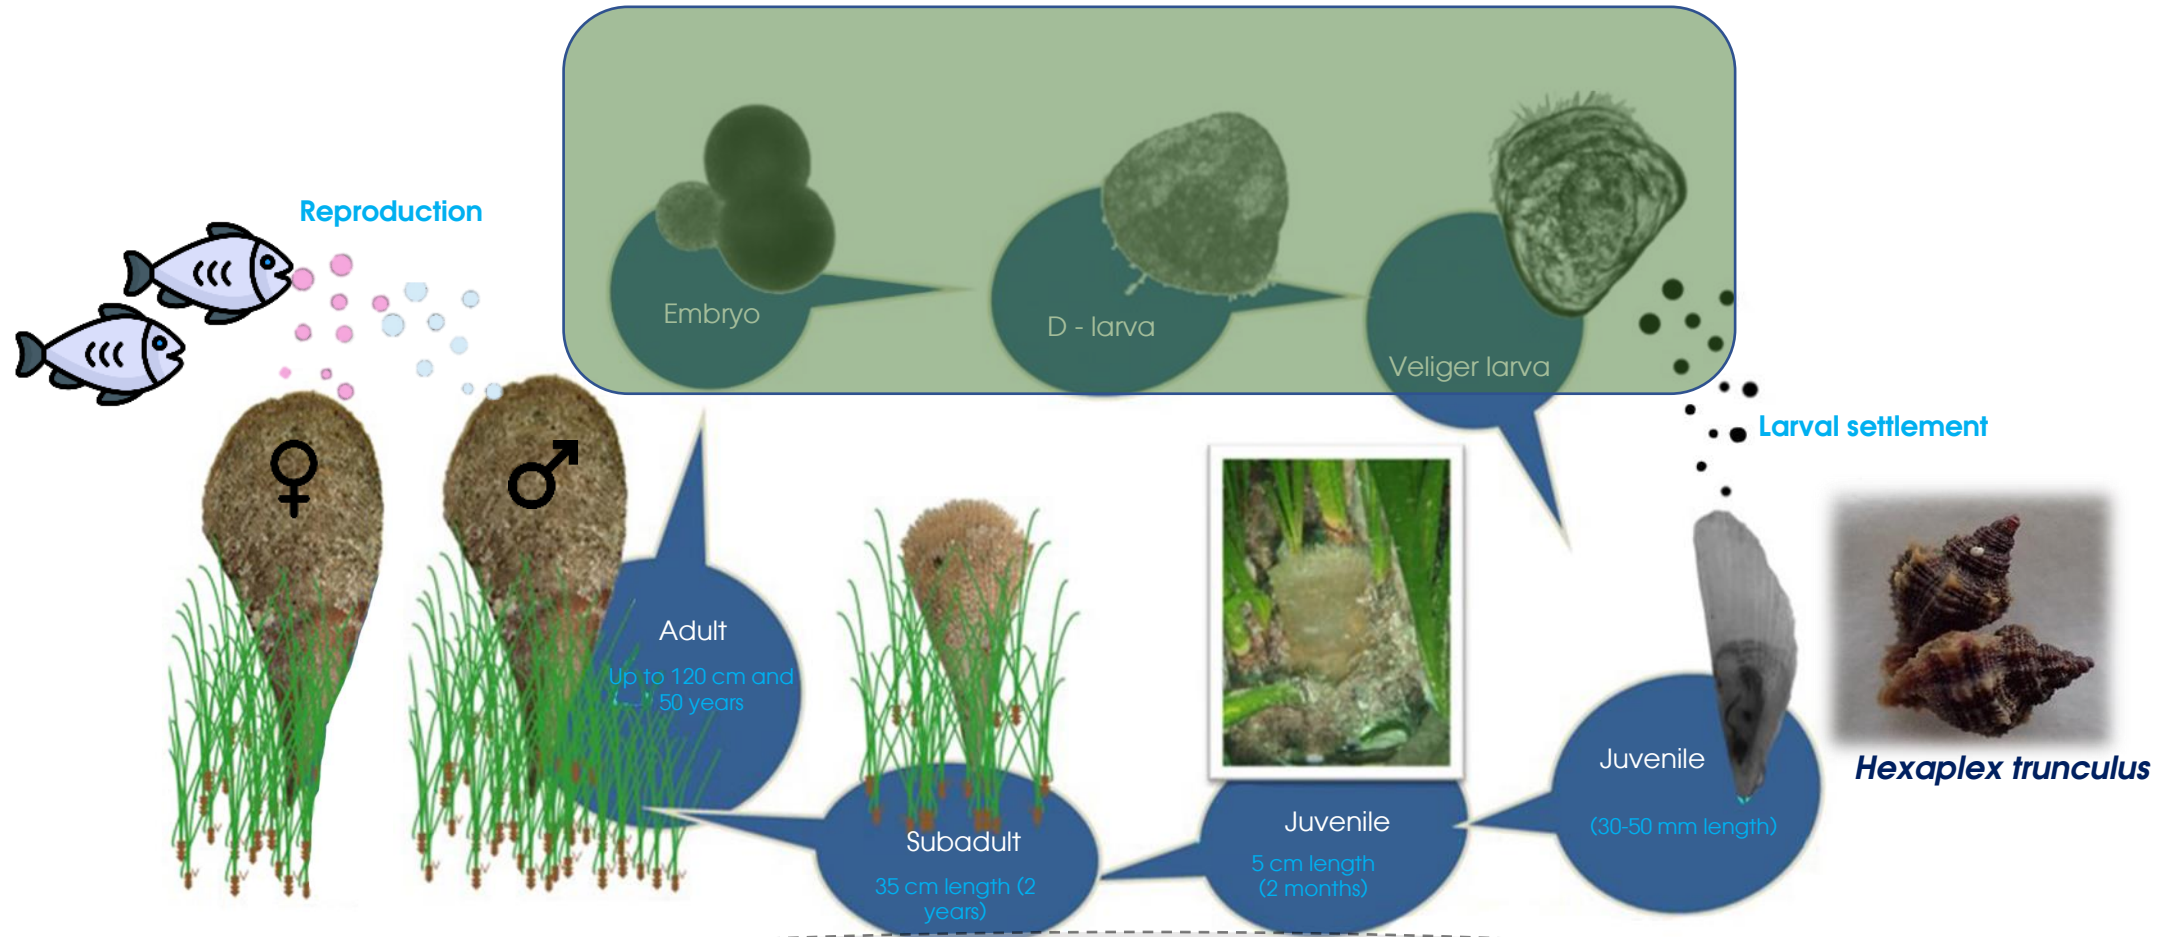 Reproduction
Embryo
D - larva
Veliger larva
Larval settlement
Adult
Up to 120 cm and
50 years
Subadult
35 cm length (2
years)
Juvenile
5 cm length
(2 months)
Juvenile
(30-50 mm length)
Hexaplex trunculus